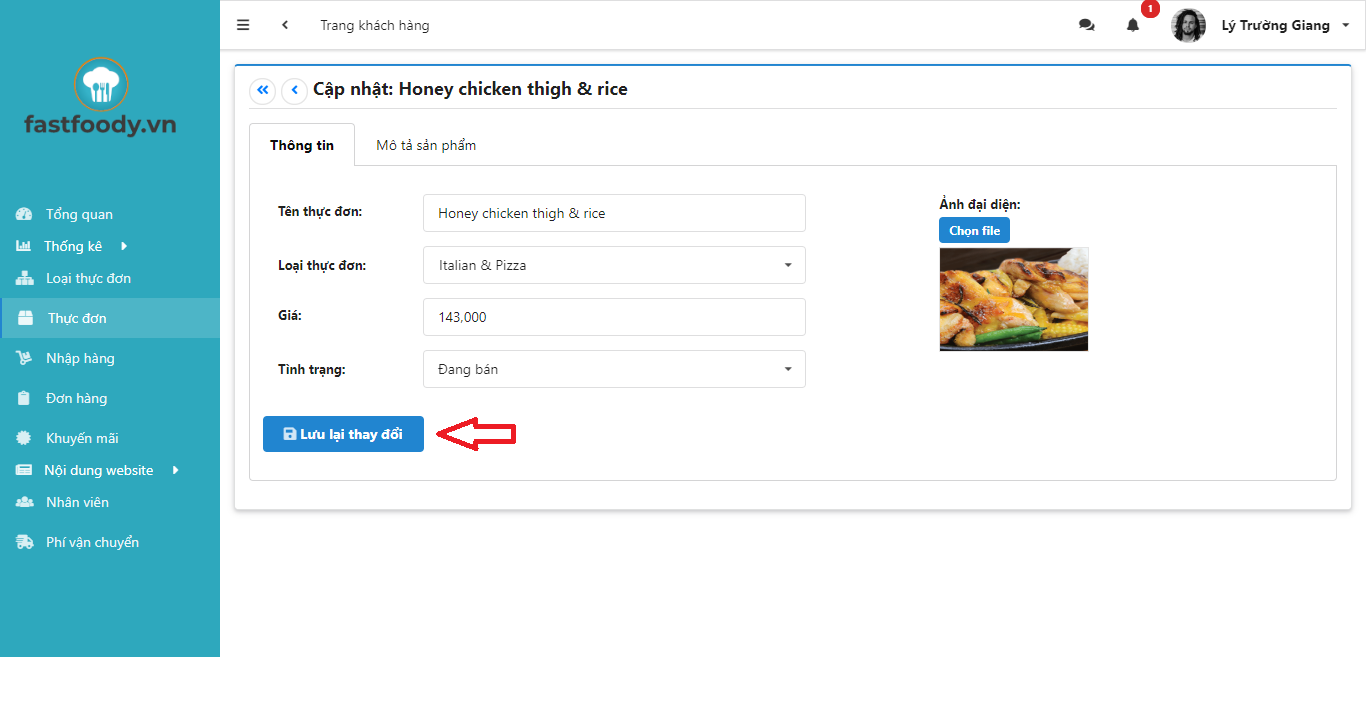 fastfoody.vn
Tổng quan
Thống kê
Loại thực đơn
Thực đơn
Nhập hàng
Đơn hàng
Khuyến mãi
Nội dung website
Nhân viên
Phí vận chuyển
Trang khách hàng
1
Lý Trường Giang
Cập nhật: Honey chicken thigh & rice
Thông tin
Mô tả sản phẩm
Tên thực đơn:
Honey chicken thigh & rice
Loại thực đơn:
Italian & Pizza
Giá:
143,000
Tình trạng:
Đang bán
Lưu lại thay đổi
Ảnh đại diện:
Chọn file